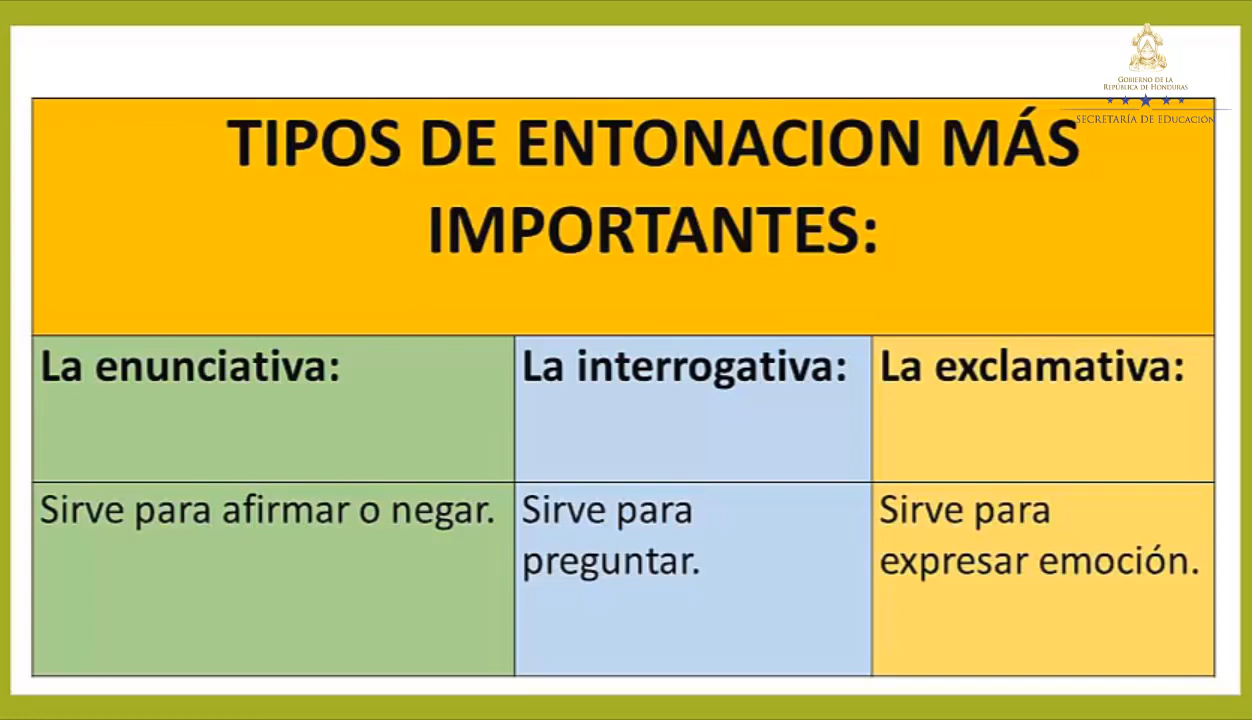 GOBIERNO DE LA
REPÚBLICA DE HONDURAS
SECRETARÍA DE EDUCACIÓN
TIPOS DE ENTONACION MÁS
IMPORTANTES:
La enunciativa:
La interrogativa:
La exclamativa:
Sirve para afirmar o negar.
Sirve para
preguntar.
Sirve para
expresar emoción.